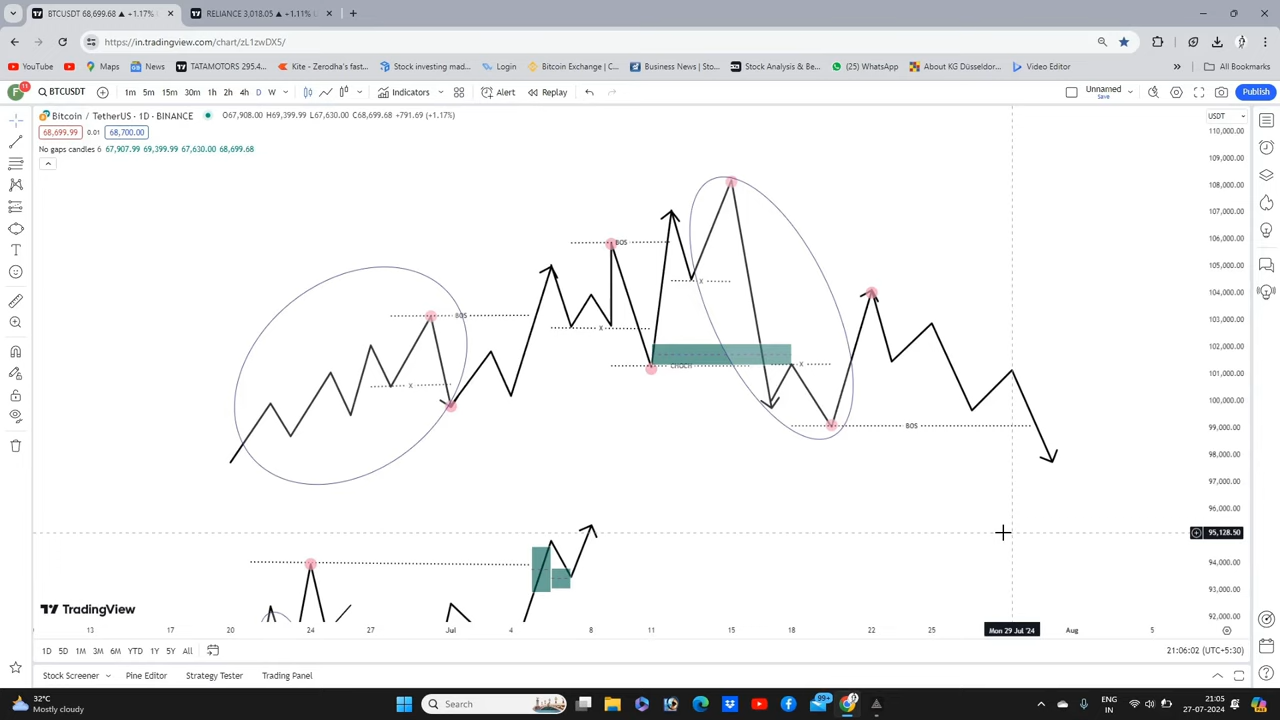 BTCUSDT 68,699.68 ▲ +1.17%
RELIANCE 3,018.05 ▲ +1.11%
https://in.tradingview.com/chart/zL1zwDX5/
YouTube
Maps
News
TATAMOTORS 295.4...
Kite - Zerodha's fast...
Stock investing mad...
Login
Bitcoin Exchange | C...
Business News | Sto...
Stock Analysis & Be...
(25) WhatsApp
About KG Düsseldor...
Video Editor
All Bookmarks
F 11 BTCUSDT 1m 5m 15m 30m 1h 2h 4h D W Indicators Alert Replay Unnamed Save Publish
Bitcoin / TetherUS · 1D · BINANCE O67,908.00 H69,399.99 L67,630.00 C68,699.68 +791.69 (+1.17%)
USDT
68,699.99 0.01 68,700.00
No gaps candles 6 67,907.99 69,399.99 67,630.00 68,699.68
110,000.00
109,000.00
108,000.00
107,000.00
106,000.00
105,000.00
104,000.00
103,000.00
102,000.00
101,000.00
100,000.00
99,000.00
98,000.00
97,000.00
96,000.00
95,128.50
94,000.00
93,000.00
92,000.00
BOS
X
BOS
X
X
CHOCH
X
X
BOS
TradingView
13 17 20 24 27 Jul 4 8 11 15 18 22 25 Mon 29 Jul '24 Aug 5
1D 5D 1M 3M 6M YTD 1Y 5Y All
21:06:02 (UTC+5:30)
Stock Screener Pine Editor Strategy Tester Trading Panel
32°C
Mostly cloudy
Search
99+
ENG
IN
21:05
27-07-2024